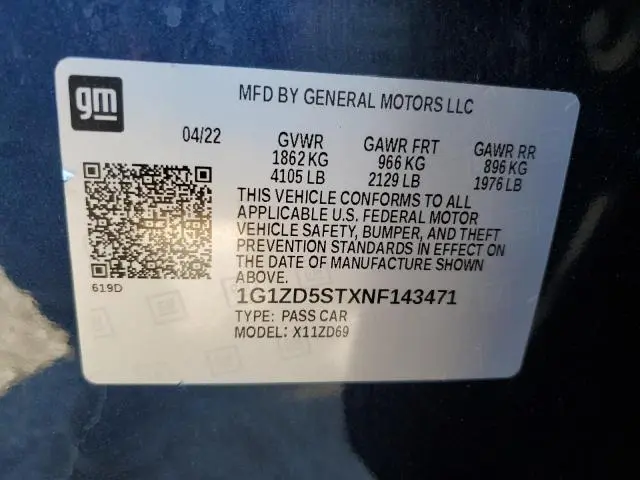 gm
MFD BY GENERAL MOTORS LLC
04/22 GVWR GAWR FRT GAWR RR
1862 KG 966 KG 896 KG
4105 LB 2129 LB 1976 LB
THIS VEHICLE CONFORMS TO ALL
APPLICABLE U.S. FEDERAL MOTOR
VEHICLE SAFETY, BUMPER, AND THEFT
PREVENTION STANDARDS IN EFFECT ON
THE DATE OF MANUFACTURE SHOWN
ABOVE.
619D
1G1ZD5STXNF143471
TYPE: PASS CAR
MODEL: X11ZD69